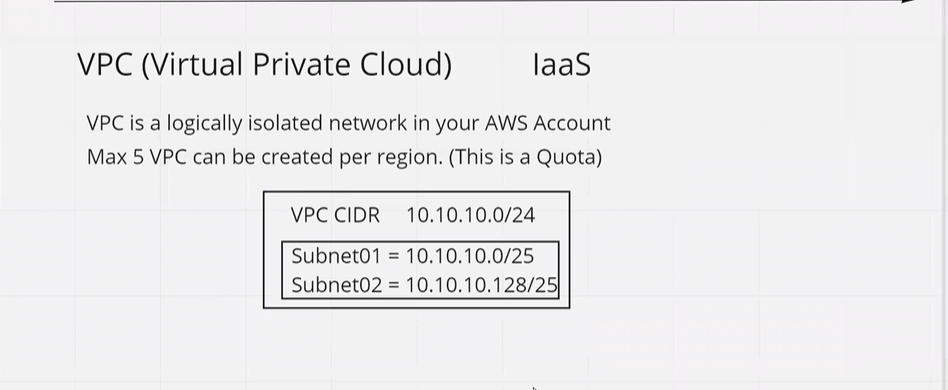 VPC (Virtual Private Cloud) IaaS
VPC is a logically isolated network in your AWS Account
Max 5 VPC can be created per region. (This is a Quota)
VPC CIDR 10.10.10.0/24
Subnet01 = 10.10.10.0/25
Subnet02 = 10.10.10.128/25